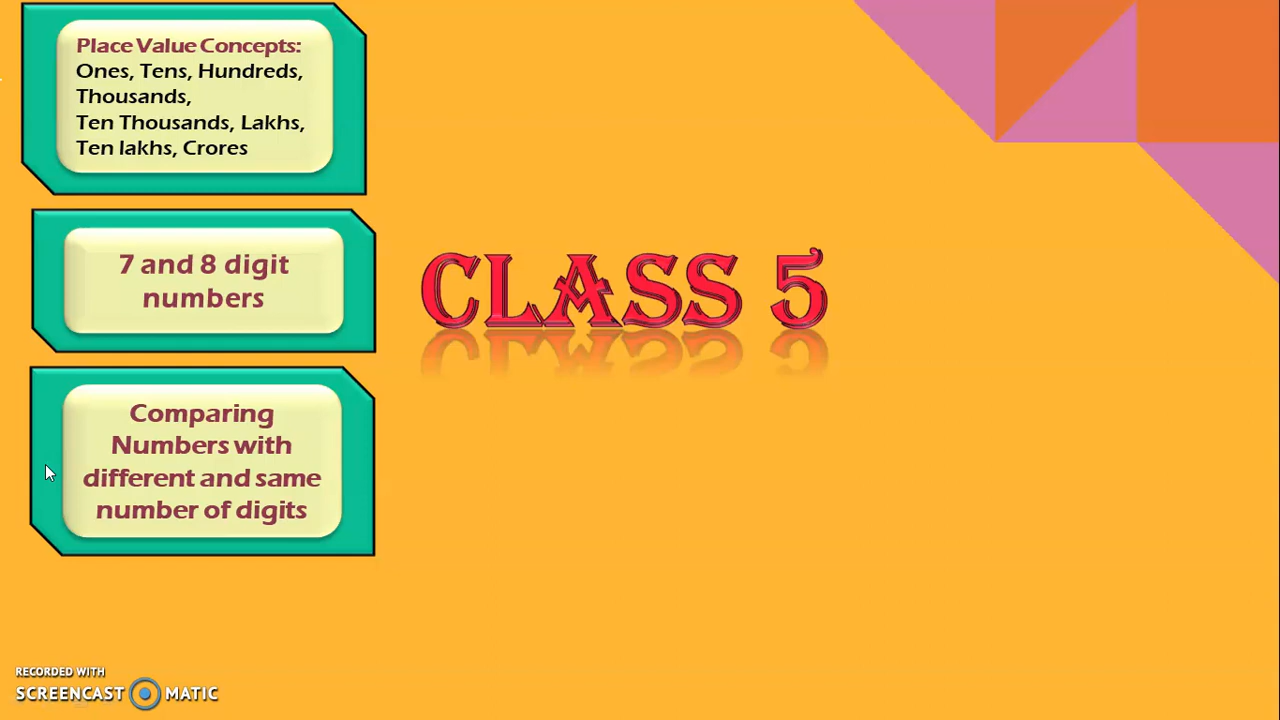 Place Value Concepts:
Ones, Tens, Hundreds,
Thousands,
Ten Thousands, Lakhs,
Ten lakhs, Crores
7 and 8 digit
numbers
CLASS 5
Comparing
Numbers with
different and same
number of digits
RECORDED WITH
SCREENCAST MATIC